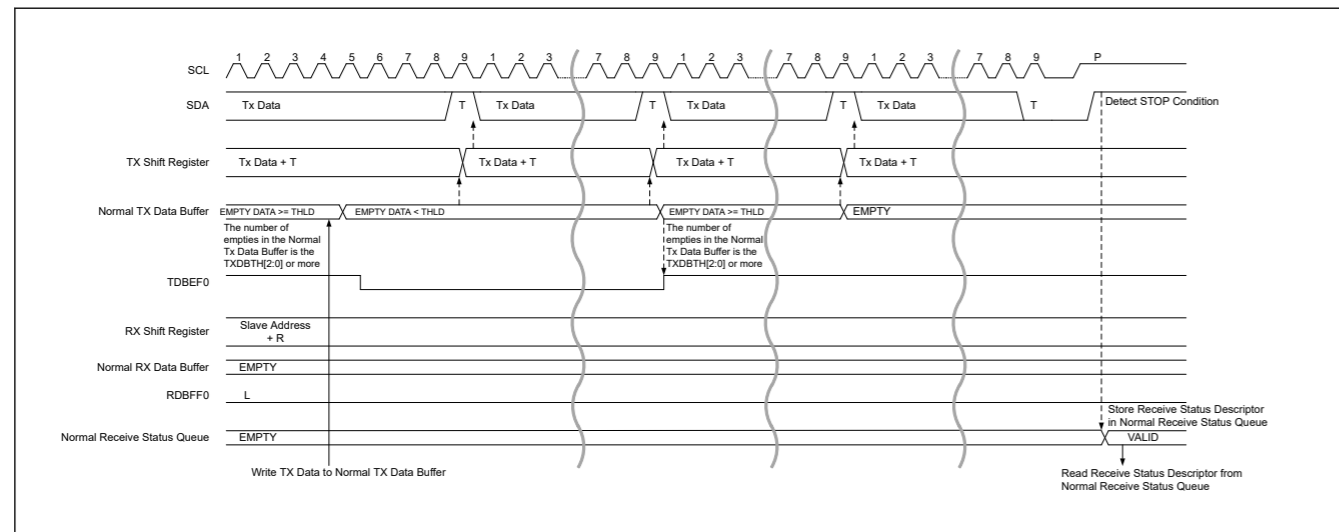 1 2 3 4 5 6 7 8 9 1 2 3 7 8 9 1 2 3 7 8 9 1 2 3 7 8 9 P
SCL
SDA Tx Data T Tx Data T Tx Data T Tx Data T Detect STOP Condition
TX Shift Register Tx Data + T Tx Data + T Tx Data + T Tx Data + T
Normal TX Data Buffer EMPTY DATA >= THLD EMPTY DATA < THLD EMPTY DATA >= THLD EMPTY
The number of
empties in the Normal
Tx Data Buffer is the
TXDBTH[2:0] or more
The number of
empties in the Normal
Tx Data Buffer is the
TXDBTH[2:0] or more
TDBEF0
RX Shift Register
Slave Address
+ R
Normal RX Data Buffer EMPTY
RDBFF0 L
Store Receive Status Descriptor
in Normal Receive Status Queue
Normal Receive Status Queue EMPTY VALID
Write TX Data to Normal TX Data Buffer
Read Receive Status Descriptor from
Normal Receive Status Queue